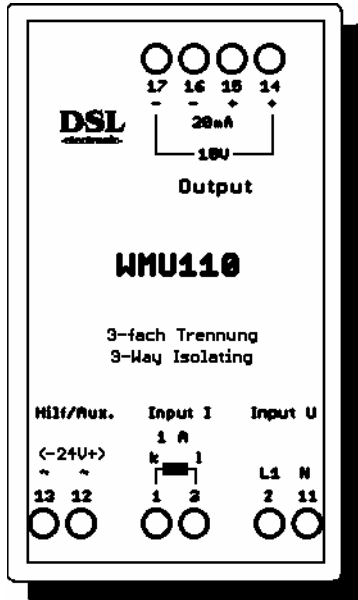 17 16 15 14
- - + +
20mA
10V
DSL
-electronic-
Output
WMU110
3-fach Trennung
3-Way Isolating
Hilf/Aux. Input I Input U
1 A
(-24V+) k l
~ ~ L1 N
13 12 1 3 2 11